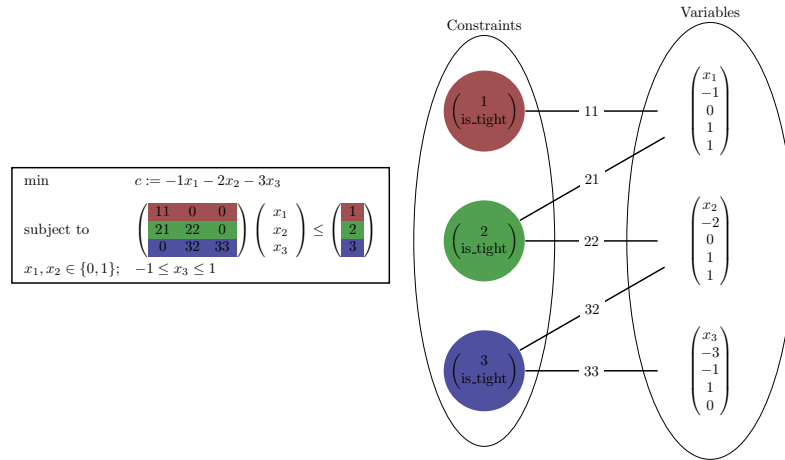 Constraints
Variables
min c := −1x₁ − 2x₂ − 3x₃
subject to
11 0 0
21 22 0
0 32 33
x₁
x₂
x₃
≤
1
2
3
x₁, x₂ ∈ {0, 1}; −1 ≤ x₃ ≤ 1
1
is_tight
2
is_tight
3
is_tight
11
21
22
32
33
x₁
−1
0
1
1
x₂
−2
0
1
1
x₃
−3
−1
1
0